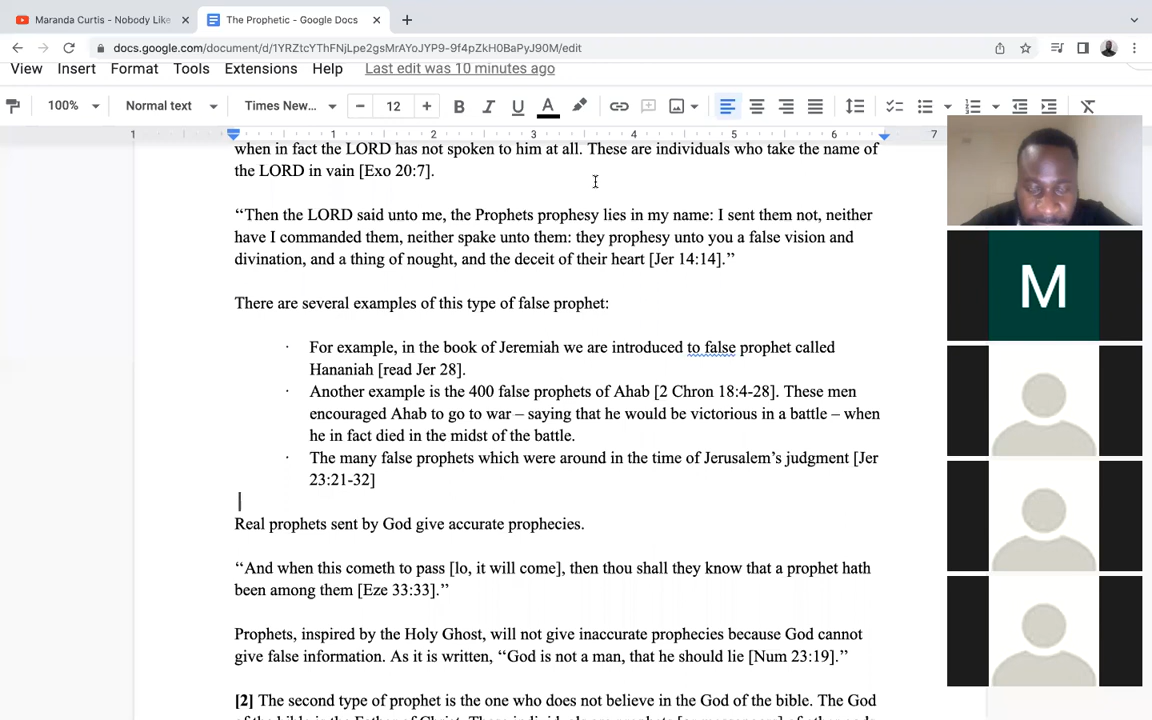 Maranda Curtis - Nobody Like
The Prophetic - Google Docs
docs.google.com/document/d/1YRZtcYThFNjLpe2gsMrAYoJYP9-9f4pZkH0BaPyJ90M/edit
View Insert Format Tools Extensions Help Last edit was 10 minutes ago
100% Normal text Times New... 12 B I U A
1 1 2 3 4 5 6 7
when in fact the LORD has not spoken to him at all. These are individuals who take the name of
the LORD in vain [Exo 20:7].
‘‘Then the LORD said unto me, the Prophets prophesy lies in my name: I sent them not, neither
have I commanded them, neither spake unto them: they prophesy unto you a false vision and
divination, and a thing of nought, and the deceit of their heart [Jer 14:14].’’
There are several examples of this type of false prophet:
· For example, in the book of Jeremiah we are introduced to false prophet called
Hananiah [read Jer 28].
· Another example is the 400 false prophets of Ahab [2 Chron 18:4-28]. These men
encouraged Ahab to go to war – saying that he would be victorious in a battle – when
he in fact died in the midst of the battle.
· The many false prophets which were around in the time of Jerusalem’s judgment [Jer
23:21-32]
Real prophets sent by God give accurate prophecies.
‘‘And when this cometh to pass [lo, it will come], then thou shall they know that a prophet hath
been among them [Eze 33:33].’’
Prophets, inspired by the Holy Ghost, will not give inaccurate prophecies because God cannot
give false information. As it is written, ‘‘God is not a man, that he should lie [Num 23:19].’’
[2] The second type of prophet is the one who does not believe in the God of the bible. The God
M